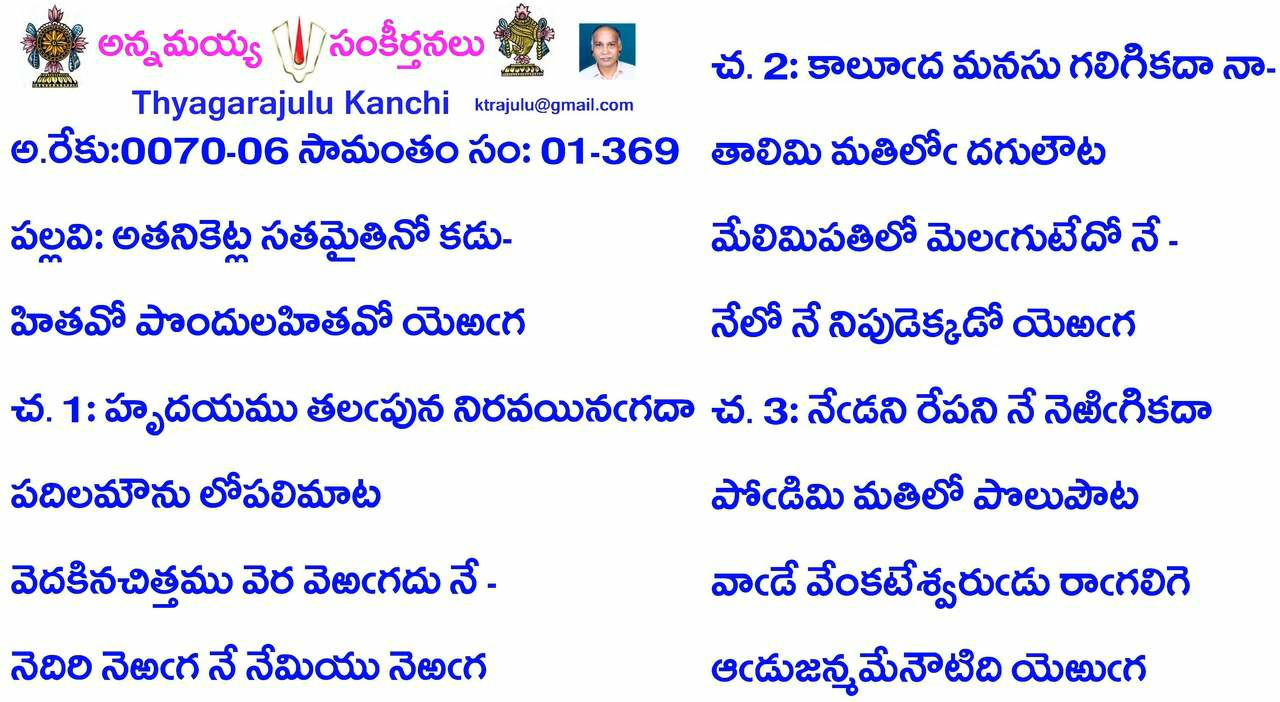 అన్నమయ్య సంకీర్తనలు
Thyagarajulu Kanchi ktrajulu@gmail.com
అ.రేకు:0070-06 సామంతం సం: 01-369
పల్లవి: అతనికెట్ల సతమైతినో కడు-
హితవో పొందులహితవో యెఱఁగ
చ. 1: హృదయము తలఁపున నిరవయినఁగదా
పదిలమౌను లోపలిమాట
వెదకినచిత్తము వెర వెఱఁగదు నే -
నెదిరి నెఱఁగ నే నేమియు నెఱఁగ
చ. 2: కాలూఁద మనసు గలిగికదా నా-
తాలిమి మతిలోఁ దగులౌట
మేలిమిపతిలో మెలఁగుటేదో నే -
నేలో నే నిపుడెక్కడో యెఱఁగ
చ. 3: నేఁడని రేపని నే నెఱిఁగికదా
పోఁడిమి మతిలో పొలుపౌట
వాఁడే వేంకటేశ్వరుఁడు రాఁగలిగె
ఆఁడుజన్మమేనౌటిది యెఱుఁగ